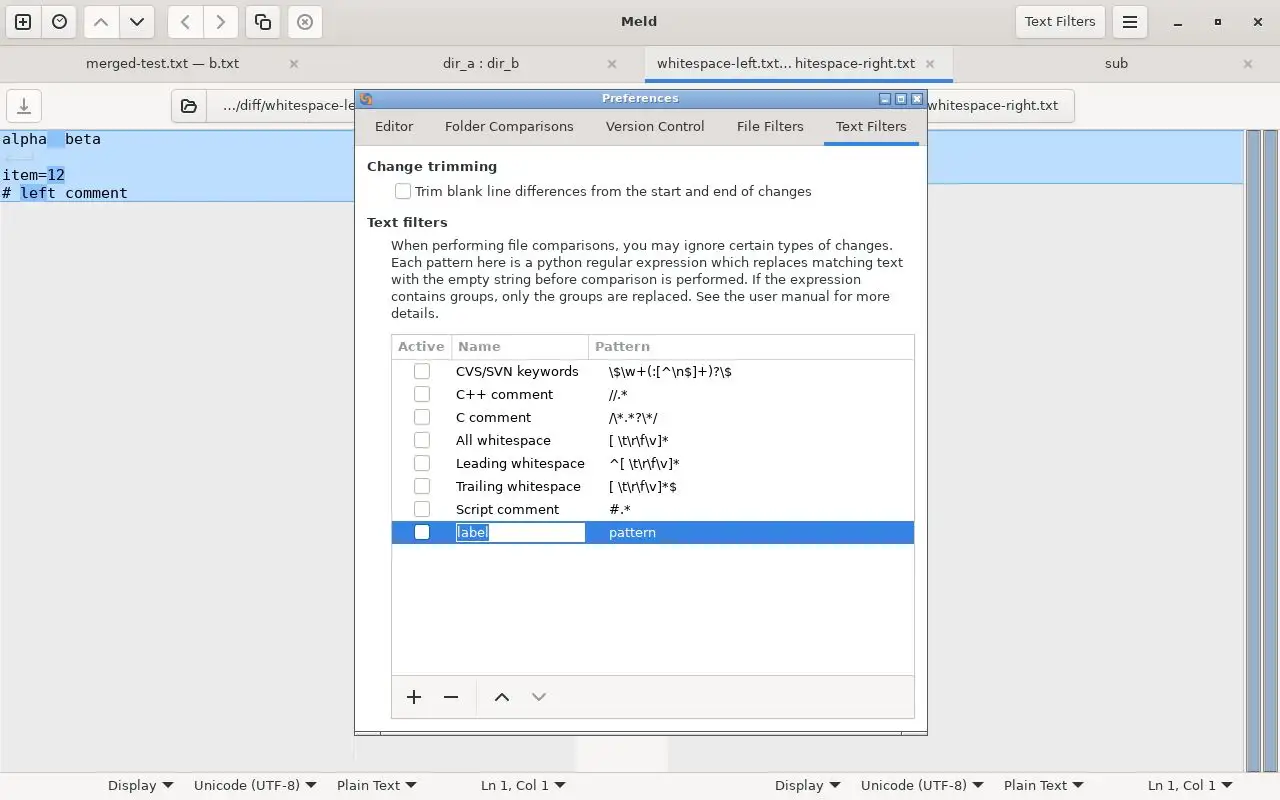 Meld
Text Filters
merged-test.txt — b.txt
dir_a : dir_b
whitespace-left.txt... hitespace-right.txt
sub
.../diff/whitespace-le
whitespace-right.txt
alpha  beta
item=12
# left comment
Preferences
Editor
Folder Comparisons
Version Control
File Filters
Text Filters
Change trimming
Trim blank line differences from the start and end of changes
Text filters
When performing file comparisons, you may ignore certain types of changes.
Each pattern here is a python regular expression which replaces matching text
with the empty string before comparison is performed. If the expression
contains groups, only the groups are replaced. See the user manual for more
details.
Active Name Pattern
CVS/SVN keywords \$\w+(:[^\n$]+)?\$
C++ comment //.*
C comment /\*.*?\*/
All whitespace [ \t\r\f\v]*
Leading whitespace ^[ \t\r\f\v]*
Trailing whitespace [ \t\r\f\v]*$
Script comment #.*
label pattern
Display Unicode (UTF-8) Plain Text Ln 1, Col 1 Display Unicode (UTF-8) Plain Text Ln 1, Col 1